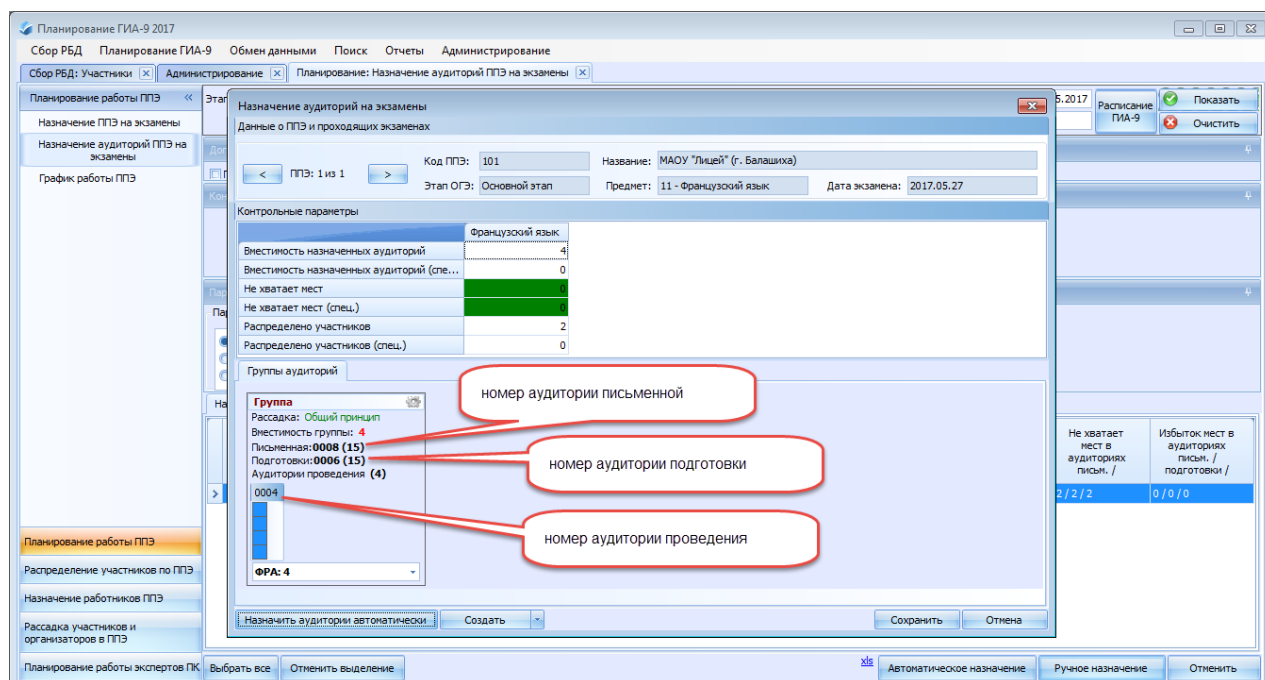 Планирование ГИА-9 2017
Сбор РБД Планирование ГИА-9 Обмен данными Поиск Отчеты Администрирование
Сбор РБД: Участники Администрирование Планирование: Назначение аудиторий ППЭ на экзамены
Планирование работы ППЭ
Назначение ППЭ на экзамены
Назначение аудиторий ППЭ на
экзамены
График работы ППЭ
5.2017
Расписание
ГИА-9
Показать
Очистить
Назначение аудиторий на экзамены
Данные о ППЭ и проходящих экзаменах
< ППЭ: 1 из 1 >
Код ППЭ: 101 Название: МАОУ "Лицей" (г. Балашиха)
Этап ОГЭ: Основной этап Предмет: 11 - Французский язык Дата экзамена: 2017.05.27
Контрольные параметры
Французский язык
Вместимость назначенных аудиторий 4
Вместимость назначенных аудиторий (спе... 0
Не хватает мест 0
Не хватает мест (спец.) 0
Распределено участников 2
Распределено участников (спец.) 0
Группы аудиторий
Группа
Рассадка: Общий принцип
Вместимость группы: 4
Письменная:0008 (15)
Подготовки:0006 (15)
Аудитории проведения (4)
0004
ФРА: 4
номер аудитории письменной
номер аудитории подготовки
номер аудитории проведения
Назначить аудитории автоматически Создать Сохранить Отмена
Не хватает
мест в
аудиториях
письм. /
Избыток мест в
аудиториях
письм. /
подготовки /
2 / 2 / 2 0 / 0 / 0
Планирование работы ППЭ
Распределение участников по ППЭ
Назначение работников ППЭ
Рассадка участников и
организаторов в ППЭ
Планирование работы экспертов ПК
Выбрать все Отменить выделение xls Автоматическое назначение Ручное назначение Отменить